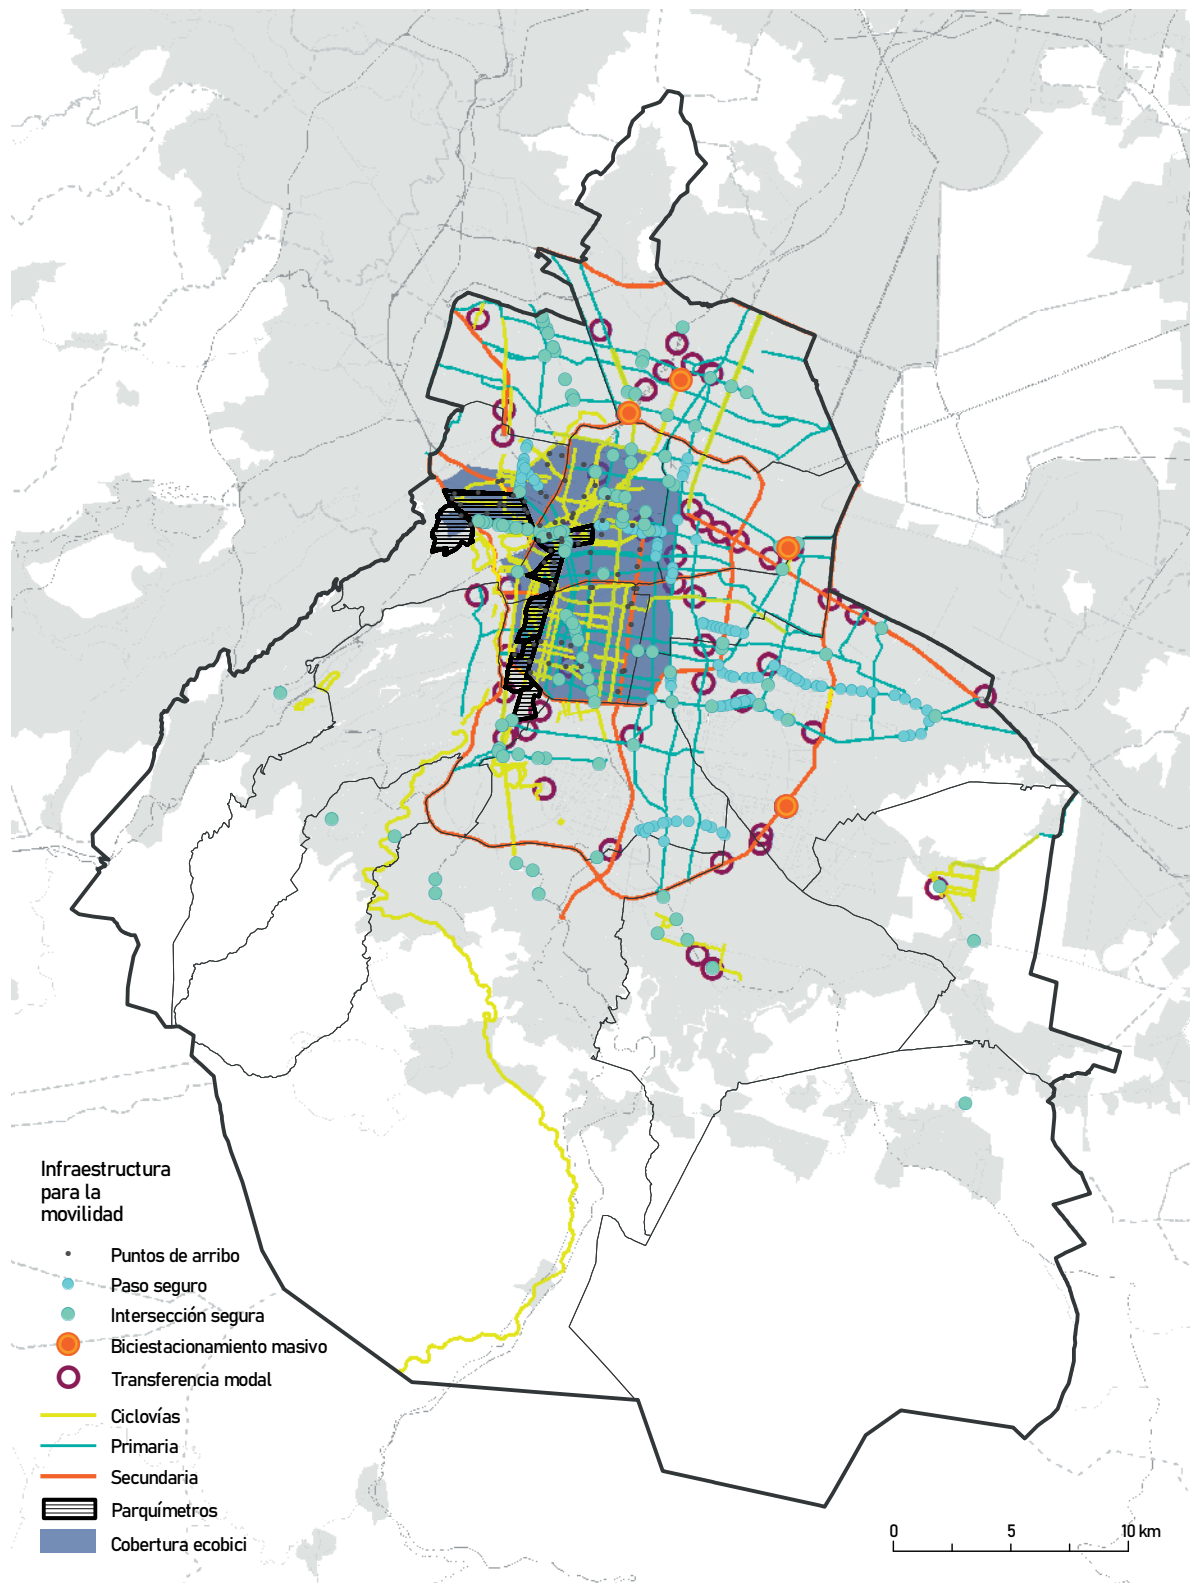 Infraestructura
para la
movilidad
Puntos de arribo
Paso seguro
Intersección segura
Biciestacionamiento masivo
Transferencia modal
Ciclovías
Primaria
Secundaria
Parquímetros
Cobertura ecobici
0 5 10 km